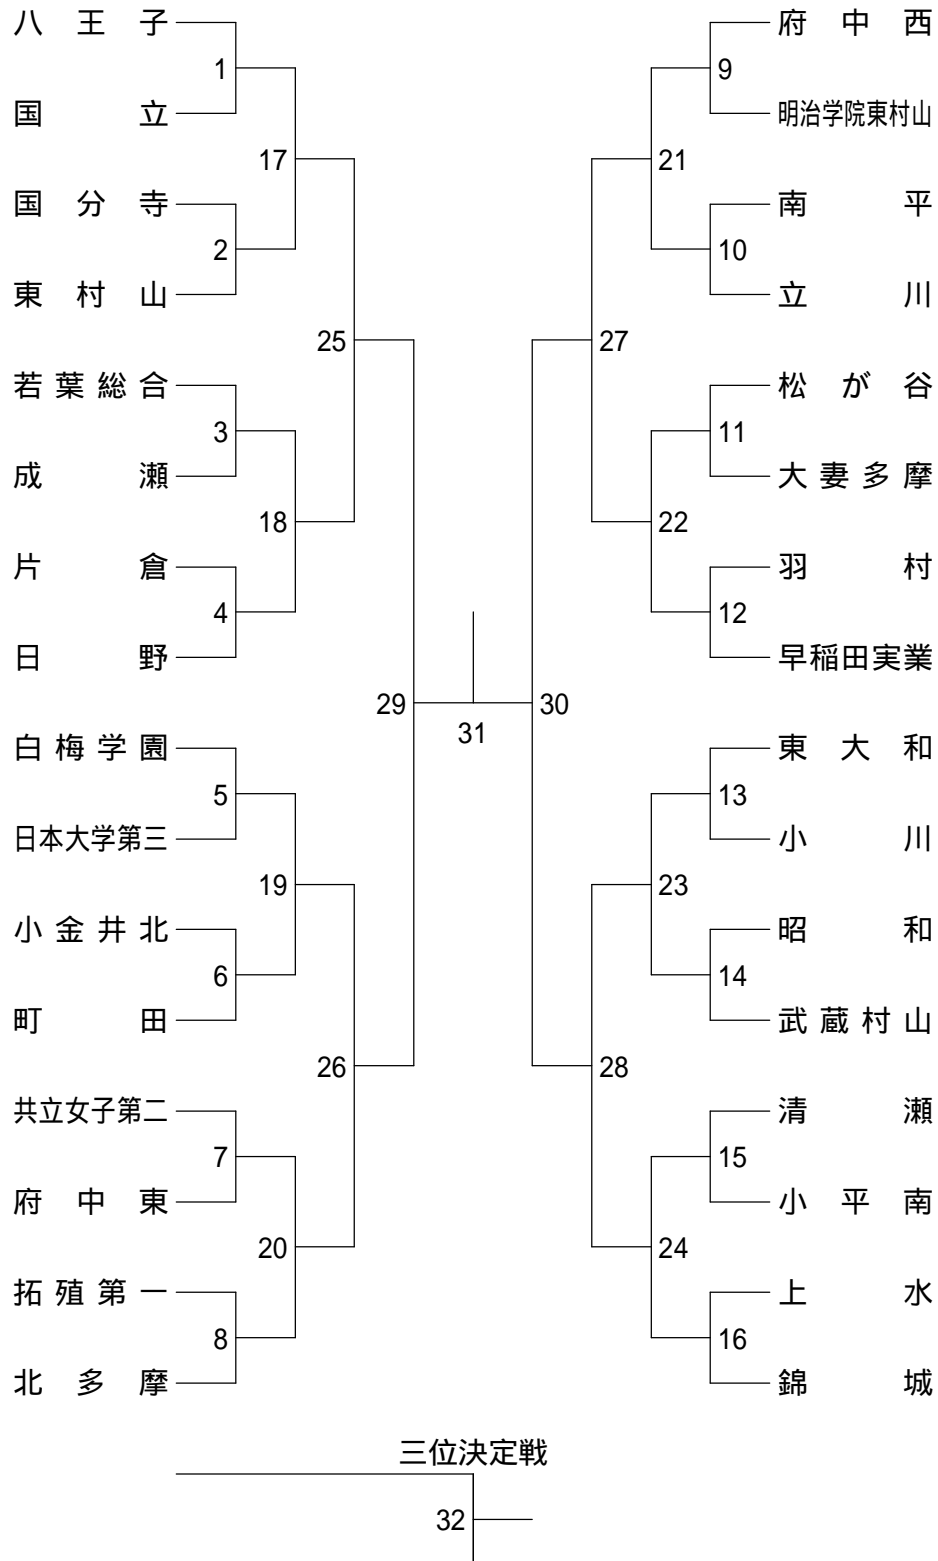 八王子
1
国立
17
国分寺
2
東村山
25
若葉総合
3
成瀬
18
片倉
4
日野
29
白梅学園
5
日本大学第三
19
小金井北
6
町田
26
共立女子第二
7
府中東
20
拓殖第一
8
北多摩
31
府中西
9
明治学院東村山
21
南平
10
立川
27
松が谷
11
大妻多摩
22
羽村
12
早稲田実業
30
東大和
13
小川
23
昭和
14
武蔵村山
28
清瀬
15
小平南
24
上水
16
錦城
三位決定戦
32